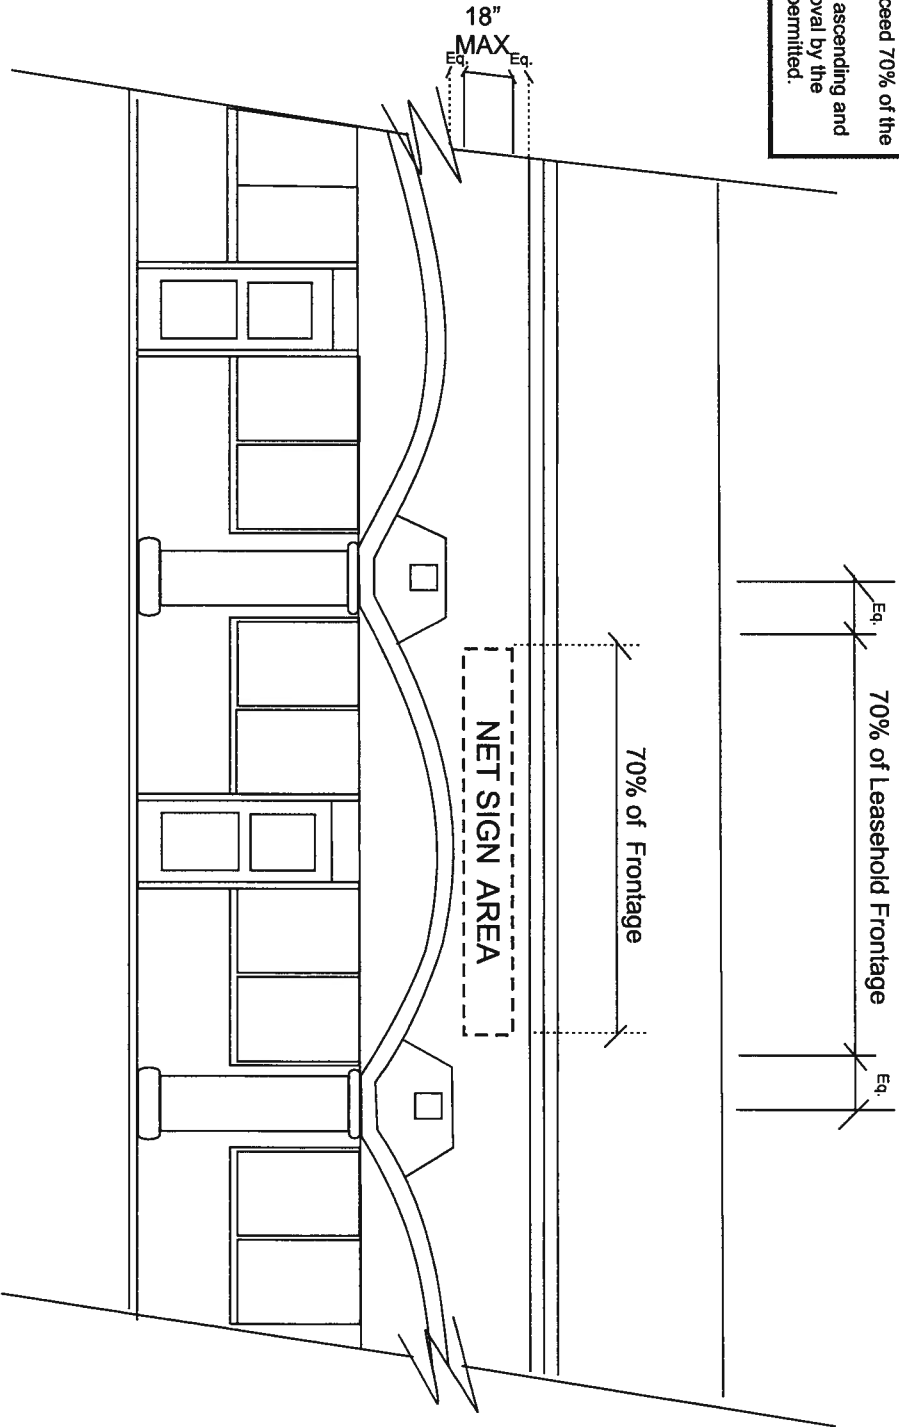 ceed 70% of the
ascending and
oval by the
permitted.
Eq.
70% of Leasehold Frontage
Eq.
70% of Frontage
NET SIGN AREA
18"
MAX
Eq.
Eq.